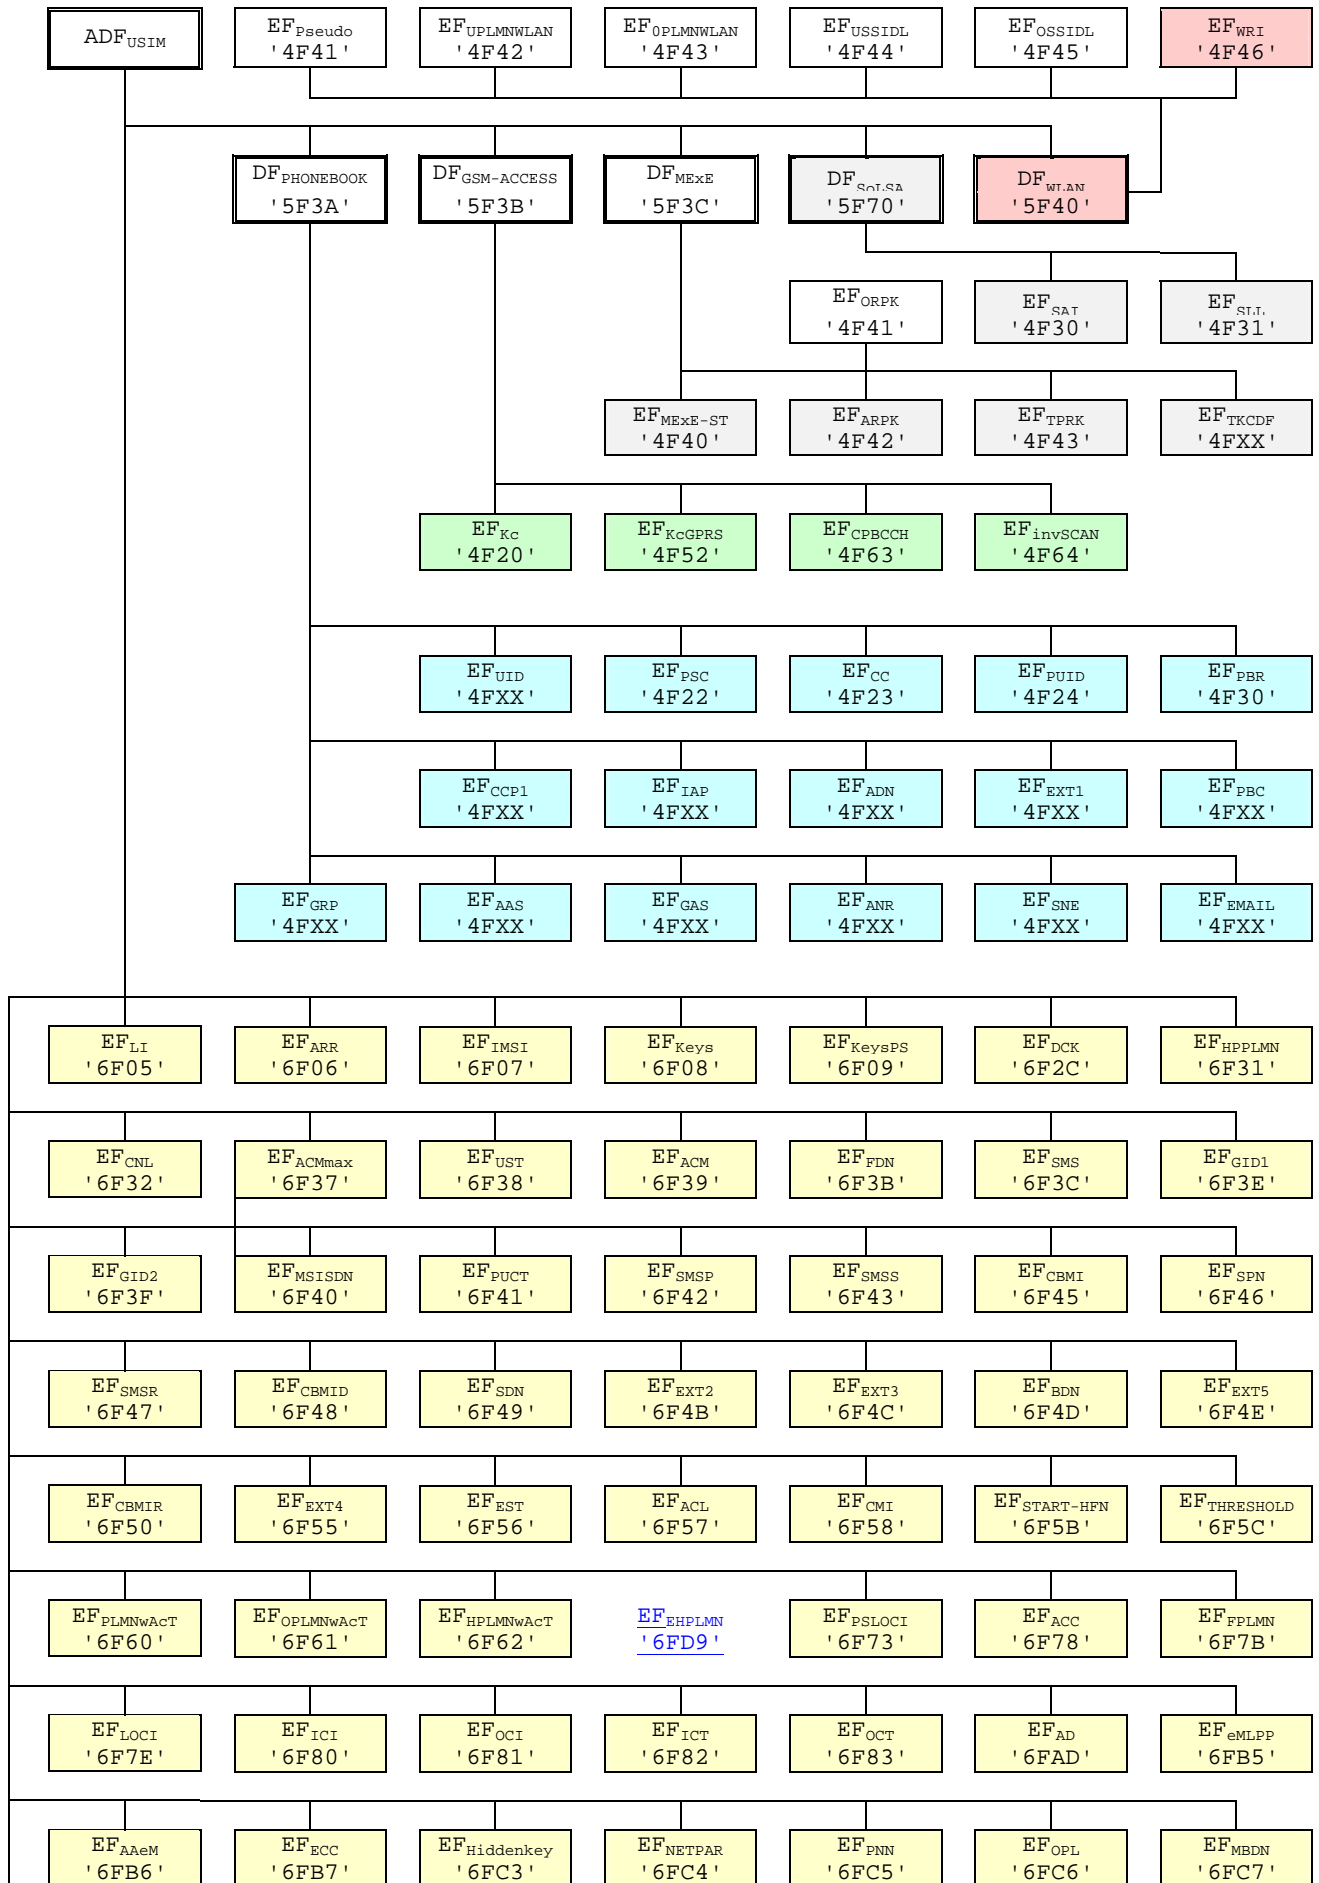 ADFUSIM
EFPseudo
'4F41'
EFUPLMNWLAN
'4F42'
EF0PLMNWLAN
'4F43'
EFUSSIDL
'4F44'
EFOSSIDL
'4F45'
EFWRI
'4F46'
DFPHONEBOOK
'5F3A'
DFGSM-ACCESS
'5F3B'
DFMExE
'5F3C'
DFSoLSA
'5F70'
DFWLAN
'5F40'
EFORPK
'4F41'
EFSAI
'4F30'
EFSLL
'4F31'
EFMExE-ST
'4F40'
EFARPK
'4F42'
EFTPRK
'4F43'
EFTKCDF
'4FXX'
EFKc
'4F20'
EFKcGPRS
'4F52'
EFCPBCCH
'4F63'
EFinvSCAN
'4F64'
EFUID
'4FXX'
EFPSC
'4F22'
EFCC
'4F23'
EFPUID
'4F24'
EFPBR
'4F30'
EFCCP1
'4FXX'
EFIAP
'4FXX'
EFADN
'4FXX'
EFEXT1
'4FXX'
EFPBC
'4FXX'
EFGRP
'4FXX'
EFAAS
'4FXX'
EFGAS
'4FXX'
EFANR
'4FXX'
EFSNE
'4FXX'
EFEMAIL
'4FXX'
EFLI
'6F05'
EFARR
'6F06'
EFIMSI
'6F07'
EFKeys
'6F08'
EFKeysPS
'6F09'
EFDCK
'6F2C'
EFHPPLMN
'6F31'
EFCNL
'6F32'
EFACMmax
'6F37'
EFUST
'6F38'
EFACM
'6F39'
EFFDN
'6F3B'
EFSMS
'6F3C'
EFGID1
'6F3E'
EFGID2
'6F3F'
EFMSISDN
'6F40'
EFPUCT
'6F41'
EFSMSP
'6F42'
EFSMSS
'6F43'
EFCBMI
'6F45'
EFSPN
'6F46'
EFSMSR
'6F47'
EFCBMID
'6F48'
EFSDN
'6F49'
EFEXT2
'6F4B'
EFEXT3
'6F4C'
EFBDN
'6F4D'
EFEXT5
'6F4E'
EFCBMIR
'6F50'
EFEXT4
'6F55'
EFEST
'6F56'
EFACL
'6F57'
EFCMI
'6F58'
EFSTART-HFN
'6F5B'
EFTHRESHOLD
'6F5C'
EFPLMNwAcT
'6F60'
EFOPLMNwAcT
'6F61'
EFHPLMNwAcT
'6F62'
EFEHPLMN
'6FD9'
EFPSLOCI
'6F73'
EFACC
'6F78'
EFFPLMN
'6F7B'
EFLOCI
'6F7E'
EFICI
'6F80'
EFOCI
'6F81'
EFICT
'6F82'
EFOCT
'6F83'
EFAD
'6FAD'
EFeMLPP
'6FB5'
EFAAeM
'6FB6'
EFECC
'6FB7'
EFHiddenkey
'6FC3'
EFNETPAR
'6FC4'
EFPNN
'6FC5'
EFOPL
'6FC6'
EFMBDN
'6FC7'